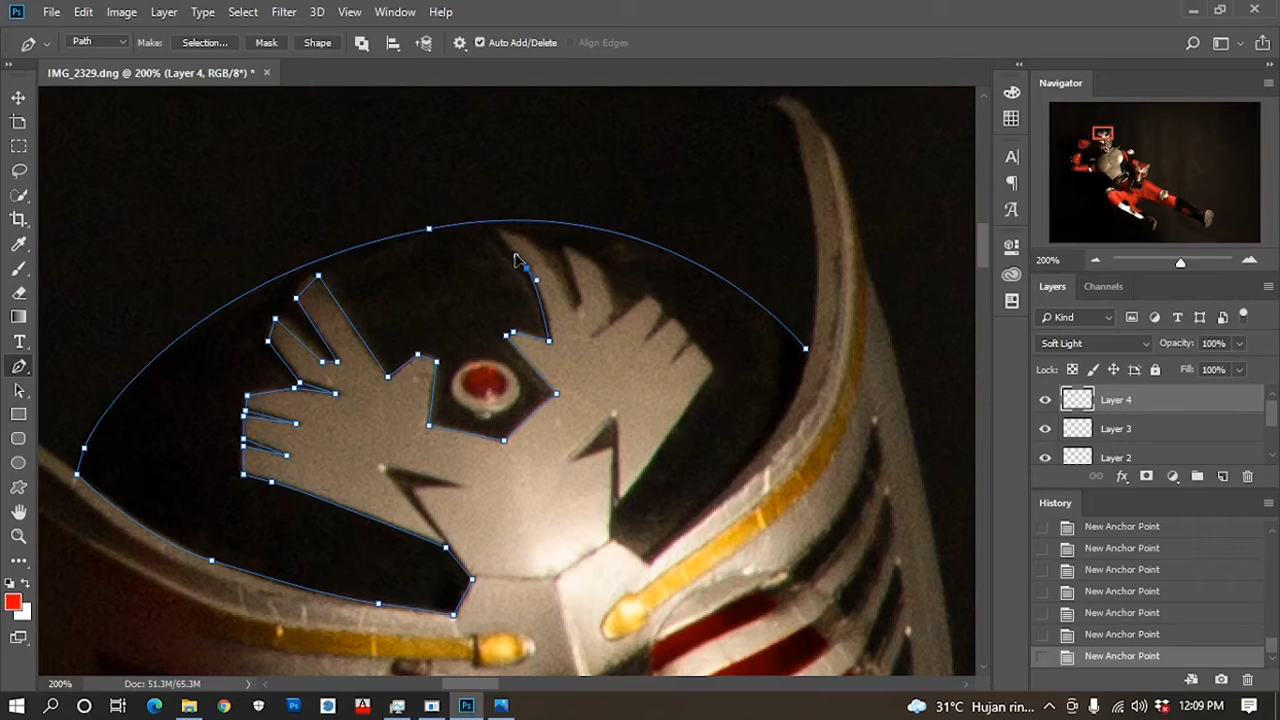 Ps File Edit Image Layer Type Select Filter 3D View Window Help
Path Make: Selection... Mask Shape Auto Add/Delete Align Edges
IMG_2329.dng @ 200% (Layer 4, RGB/8*) * ×
Navigator
200%
Layers Channels
Kind
Soft Light Opacity: 100%
Lock: Fill: 100%
Layer 4
Layer 3
Layer 2
fx
History
New Anchor Point
New Anchor Point
New Anchor Point
New Anchor Point
New Anchor Point
New Anchor Point
New Anchor Point
200% Doc: 51.3M/65.3M
31°C Hujan rin... 12:09 PM